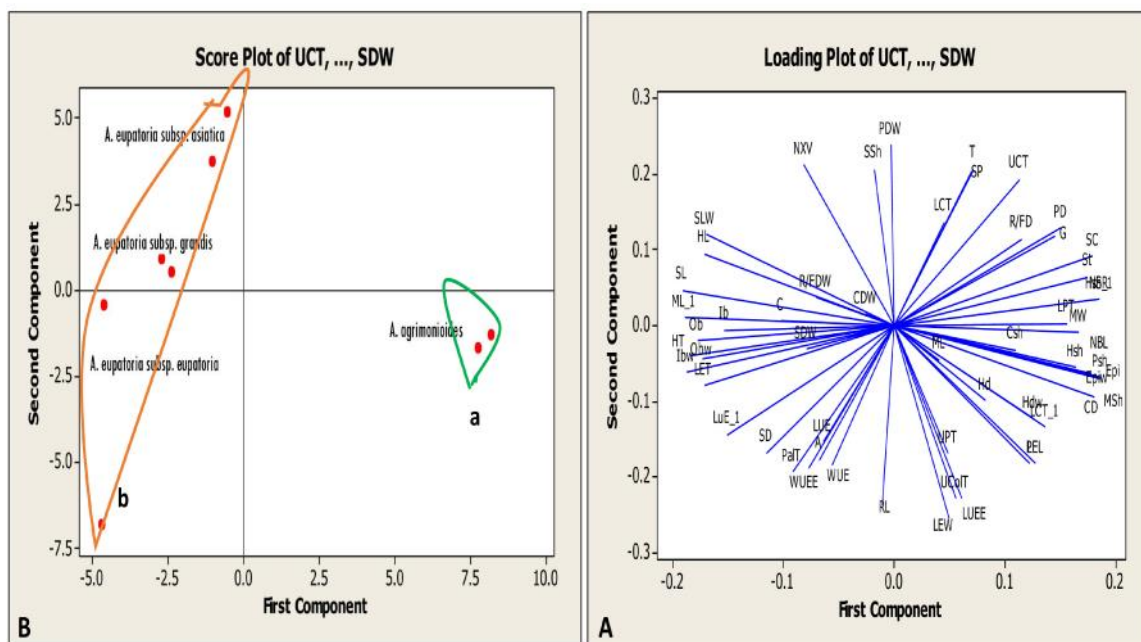 Score Plot of UCT, ..., SDW
Second Component
5.0
2.5
0.0
-2.5
-5.0
-7.5
A. eupatoria subsp. asiatica
A. eupatoria subsp. grandis
A. eupatoria subsp. eupatoria
A. agrimonioides
a
b
-5.0 -2.5 0.0 2.5 5.0 7.5 10.0
First Component
B
Loading Plot of UCT, ..., SDW
Second Component
0.3
0.2
0.1
0.0
-0.1
-0.2
-0.3
PDW
NXV SSh T
SP UCT
LCT
SLW R/FD PD
HL G SC
St
SL R/FDW
CDW LPT
ML_1 Ib C MW
Ob SDW Csh
HT Ohw ML Hsh NBL
Ibw Psh
LET Epi
Epiw
Hd MSh
Hdw CD
LCT_1
LuE_1 LUE
SD A UPT
PalT LEL
WUEE WUE UColT
RL
LEW LUEE
-0.2 -0.1 0.0 0.1 0.2
First Component
A